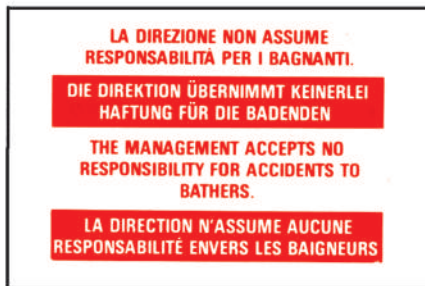 LA DIREZIONE NON ASSUME
RESPONSABILITÀ PER I BAGNANTI.
DIE DIREKTION ÜBERNIMMT KEINERLEI
HAFTUNG FÜR DIE BADENDEN
THE MANAGEMENT ACCEPTS NO
RESPONSIBILITY FOR ACCIDENTS TO
BATHERS.
LA DIRECTION N'ASSUME AUCUNE
RESPONSABILITÉ ENVERS LES BAIGNEURS